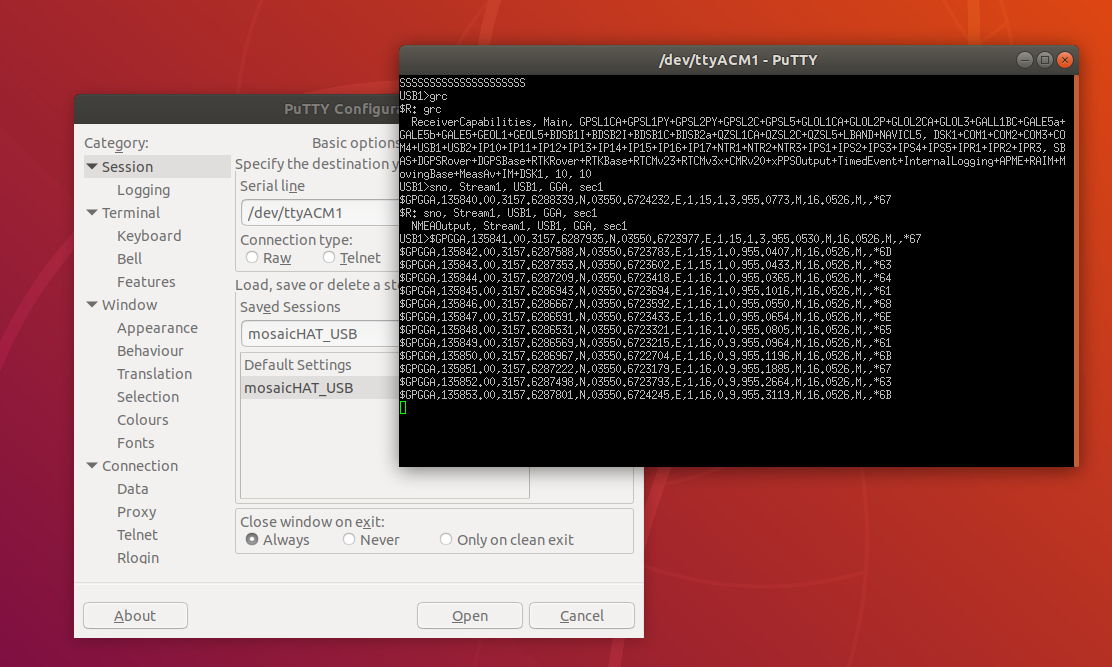 PuTTY Configura
Category:
Session
Logging
Terminal
Keyboard
Bell
Features
Window
Appearance
Behaviour
Translation
Selection
Colours
Fonts
Connection
Data
Proxy
Telnet
Rlogin
Basic options
Specify the destination y
Serial line
/dev/ttyACM1
Connection type:
Raw Telnet
Load, save or delete a st
Saved Sessions
mosaicHAT_USB
Default Settings
mosaicHAT_USB
Close window on exit:
Always Never Only on clean exit
About Open Cancel
/dev/ttyACM1 - PuTTY
SSSSSSSSSSSSSSSSSSSSS
USB1>grc
$R: grc
ReceiverCapabilities, Main, GPSL1CA+GPSL1PY+GPSL2PY+GPSL2C+GPSL5+GLOL1CA+GLOL2P+GLOL2CA+GLOL3+GALL1BC+GALE5a+
GALE5b+GALE5+GEOL1+GEOL5+BDSB1I+BDSB2I+BDSB1C+BDSB2a+QZSL1CA+QZSL2C+QZSL5+LBAND+NAVICL5, DSK1+COM1+COM2+COM3+CO
M4+USB1+USB2+IP10+IP11+IP12+IP13+IP14+IP15+IP16+IP17+NTR1+NTR2+NTR3+IPS1+IPS2+IPS3+IPS4+IPS5+IPR1+IPR2+IPR3, SB
AS+DGPSRover+DGPSBase+RTKRover+RTKBase+RTCMv23+RTCMv3x+CMRv20+xPPSOutput+TimedEvent+InternalLogging+APME+RAIM+M
ovingBase+MeasAv+IM+DSK1, 10, 10
USB1>sno, Stream1, USB1, GGA, sec1
$GPGGA,135840.00,3157.6288339,N,03550.6724232,E,1,15,1.3,955.0773,M,16.0526,M,,*67
$R: sno, Stream1, USB1, GGA, sec1
NMEAOutput, Stream1, USB1, GGA, sec1
USB1>$GPGGA,135841.00,3157.6287935,N,03550.6723977,E,1,15,1.3,955.0530,M,16.0526,M,,*67
$GPGGA,135842.00,3157.6287588,N,03550.6723783,E,1,15,1.0,955.0407,M,16.0526,M,,*6D
$GPGGA,135843.00,3157.6287353,N,03550.6723602,E,1,15,1.0,955.0433,M,16.0526,M,,*63
$GPGGA,135844.00,3157.6287209,N,03550.6723418,E,1,16,1.0,955.0365,M,16.0526,M,,*64
$GPGGA,135845.00,3157.6286943,N,03550.6723694,E,1,16,1.0,955.1016,M,16.0526,M,,*61
$GPGGA,135846.00,3157.6286667,N,03550.6723592,E,1,16,1.0,955.0550,M,16.0526,M,,*68
$GPGGA,135847.00,3157.6286591,N,03550.6723433,E,1,16,1.0,955.0654,M,16.0526,M,,*6E
$GPGGA,135848.00,3157.6286531,N,03550.6723321,E,1,16,1.0,955.0805,M,16.0526,M,,*65
$GPGGA,135849.00,3157.6286569,N,03550.6723215,E,1,16,0.9,955.0964,M,16.0526,M,,*61
$GPGGA,135850.00,3157.6286967,N,03550.6722704,E,1,16,0.9,955.1196,M,16.0526,M,,*6B
$GPGGA,135851.00,3157.6287222,N,03550.6723179,E,1,16,0.9,955.1885,M,16.0526,M,,*67
$GPGGA,135852.00,3157.6287498,N,03550.6723793,E,1,16,0.9,955.2664,M,16.0526,M,,*63
$GPGGA,135853.00,3157.6287801,N,03550.6724245,E,1,16,0.9,955.3119,M,16.0526,M,,*6B